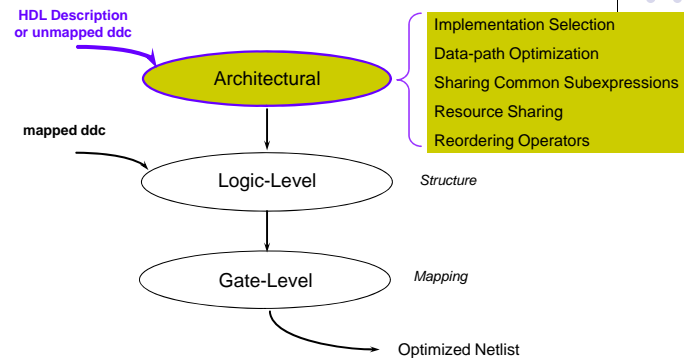 HDL Description
or unmapped ddc
Architectural
Implementation Selection
Data-path Optimization
Sharing Common Subexpressions
Resource Sharing
Reordering Operators
mapped ddc
Logic-Level
Structure
Gate-Level
Mapping
Optimized Netlist